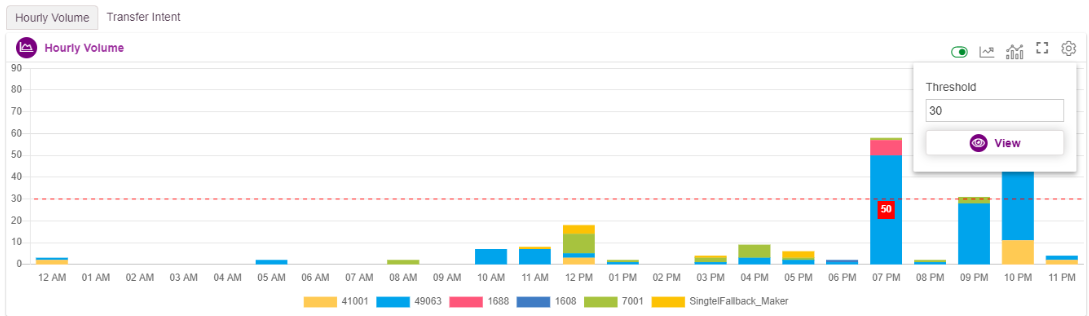 Hourly Volume Transfer Intent
Hourly Volume
Threshold
30
View
90
80
70
60
50
40
30
20
10
0
50
12 AM 01 AM 02 AM 03 AM 04 AM 05 AM 06 AM 07 AM 08 AM 09 AM 10 AM 11 AM 12 PM 01 PM 02 PM 03 PM 04 PM 05 PM 06 PM 07 PM 08 PM 09 PM 10 PM 11 PM
41001 49063 1688 1608 7001 SingtelFallback_Maker